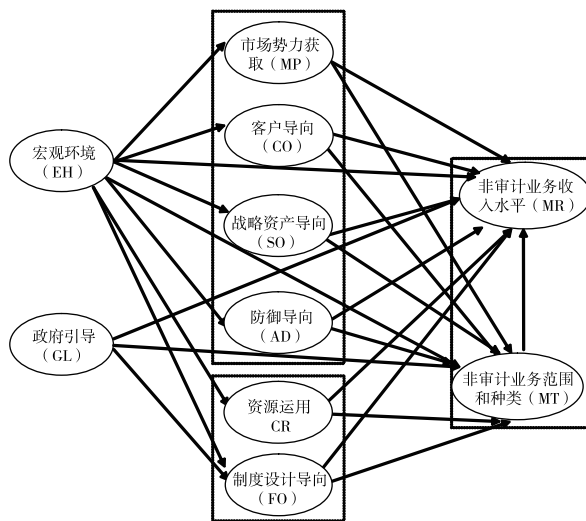 市场势力获
取（MP）
客户导向
（CO）
宏观环境
（EH）
非审计业务收
入水平（MR）
战略资产导向
（SO）
防御导向
（AD）
政府引导
（GL）
非审计业务范围
和种类（MT）
资源运用
CR
制度设计导向
（FO）